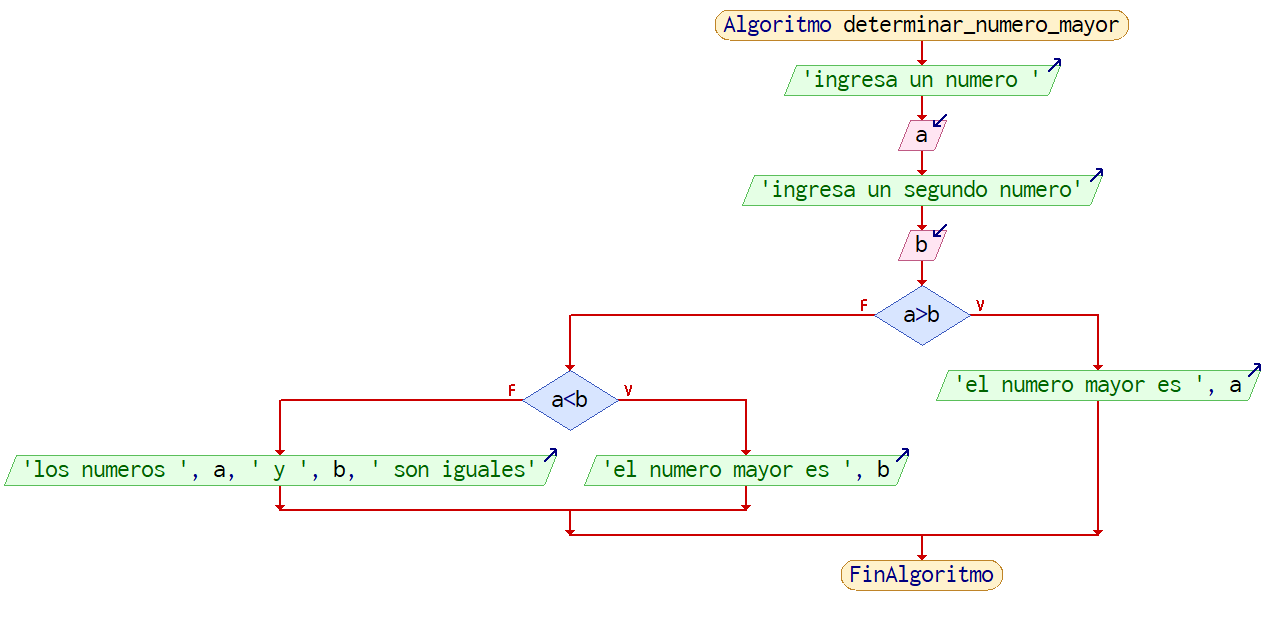 Algoritmo determinar_numero_mayor
'ingresa un numero '
a
'ingresa un segundo numero'
b
F a>b V
F a<b V
'el numero mayor es ', a
'los numeros ', a, ' y ', b, ' son iguales'
'el numero mayor es ', b
FinAlgoritmo